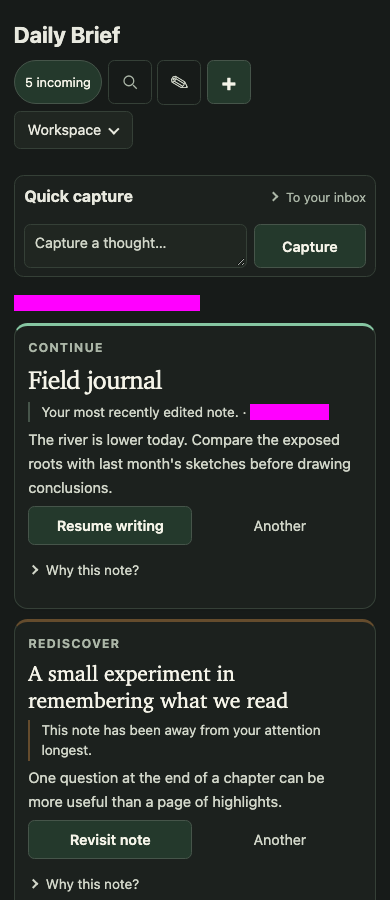 Daily Brief
5 incoming
Workspace
Quick capture
To your inbox
Capture a thought...
Capture
CONTINUE
Field journal
Your most recently edited note. ·
The river is lower today. Compare the exposed
roots with last month's sketches before drawing
conclusions.
Resume writing
Another
Why this note?
REDISCOVER
A small experiment in
remembering what we read
This note has been away from your attention
longest.
One question at the end of a chapter can be
more useful than a page of highlights.
Revisit note
Another
Why this note?